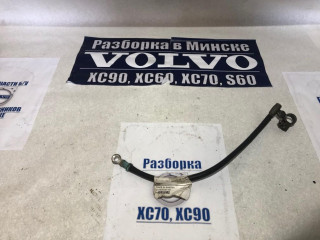 Разборка в Минске
VOLVO
XC90, XC60, XC70, S60
Разборка
XC70, XC90